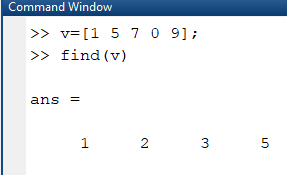 Command Window
>> v=[1 5 7 0 9];
>> find(v)
ans =
1 2 3 5